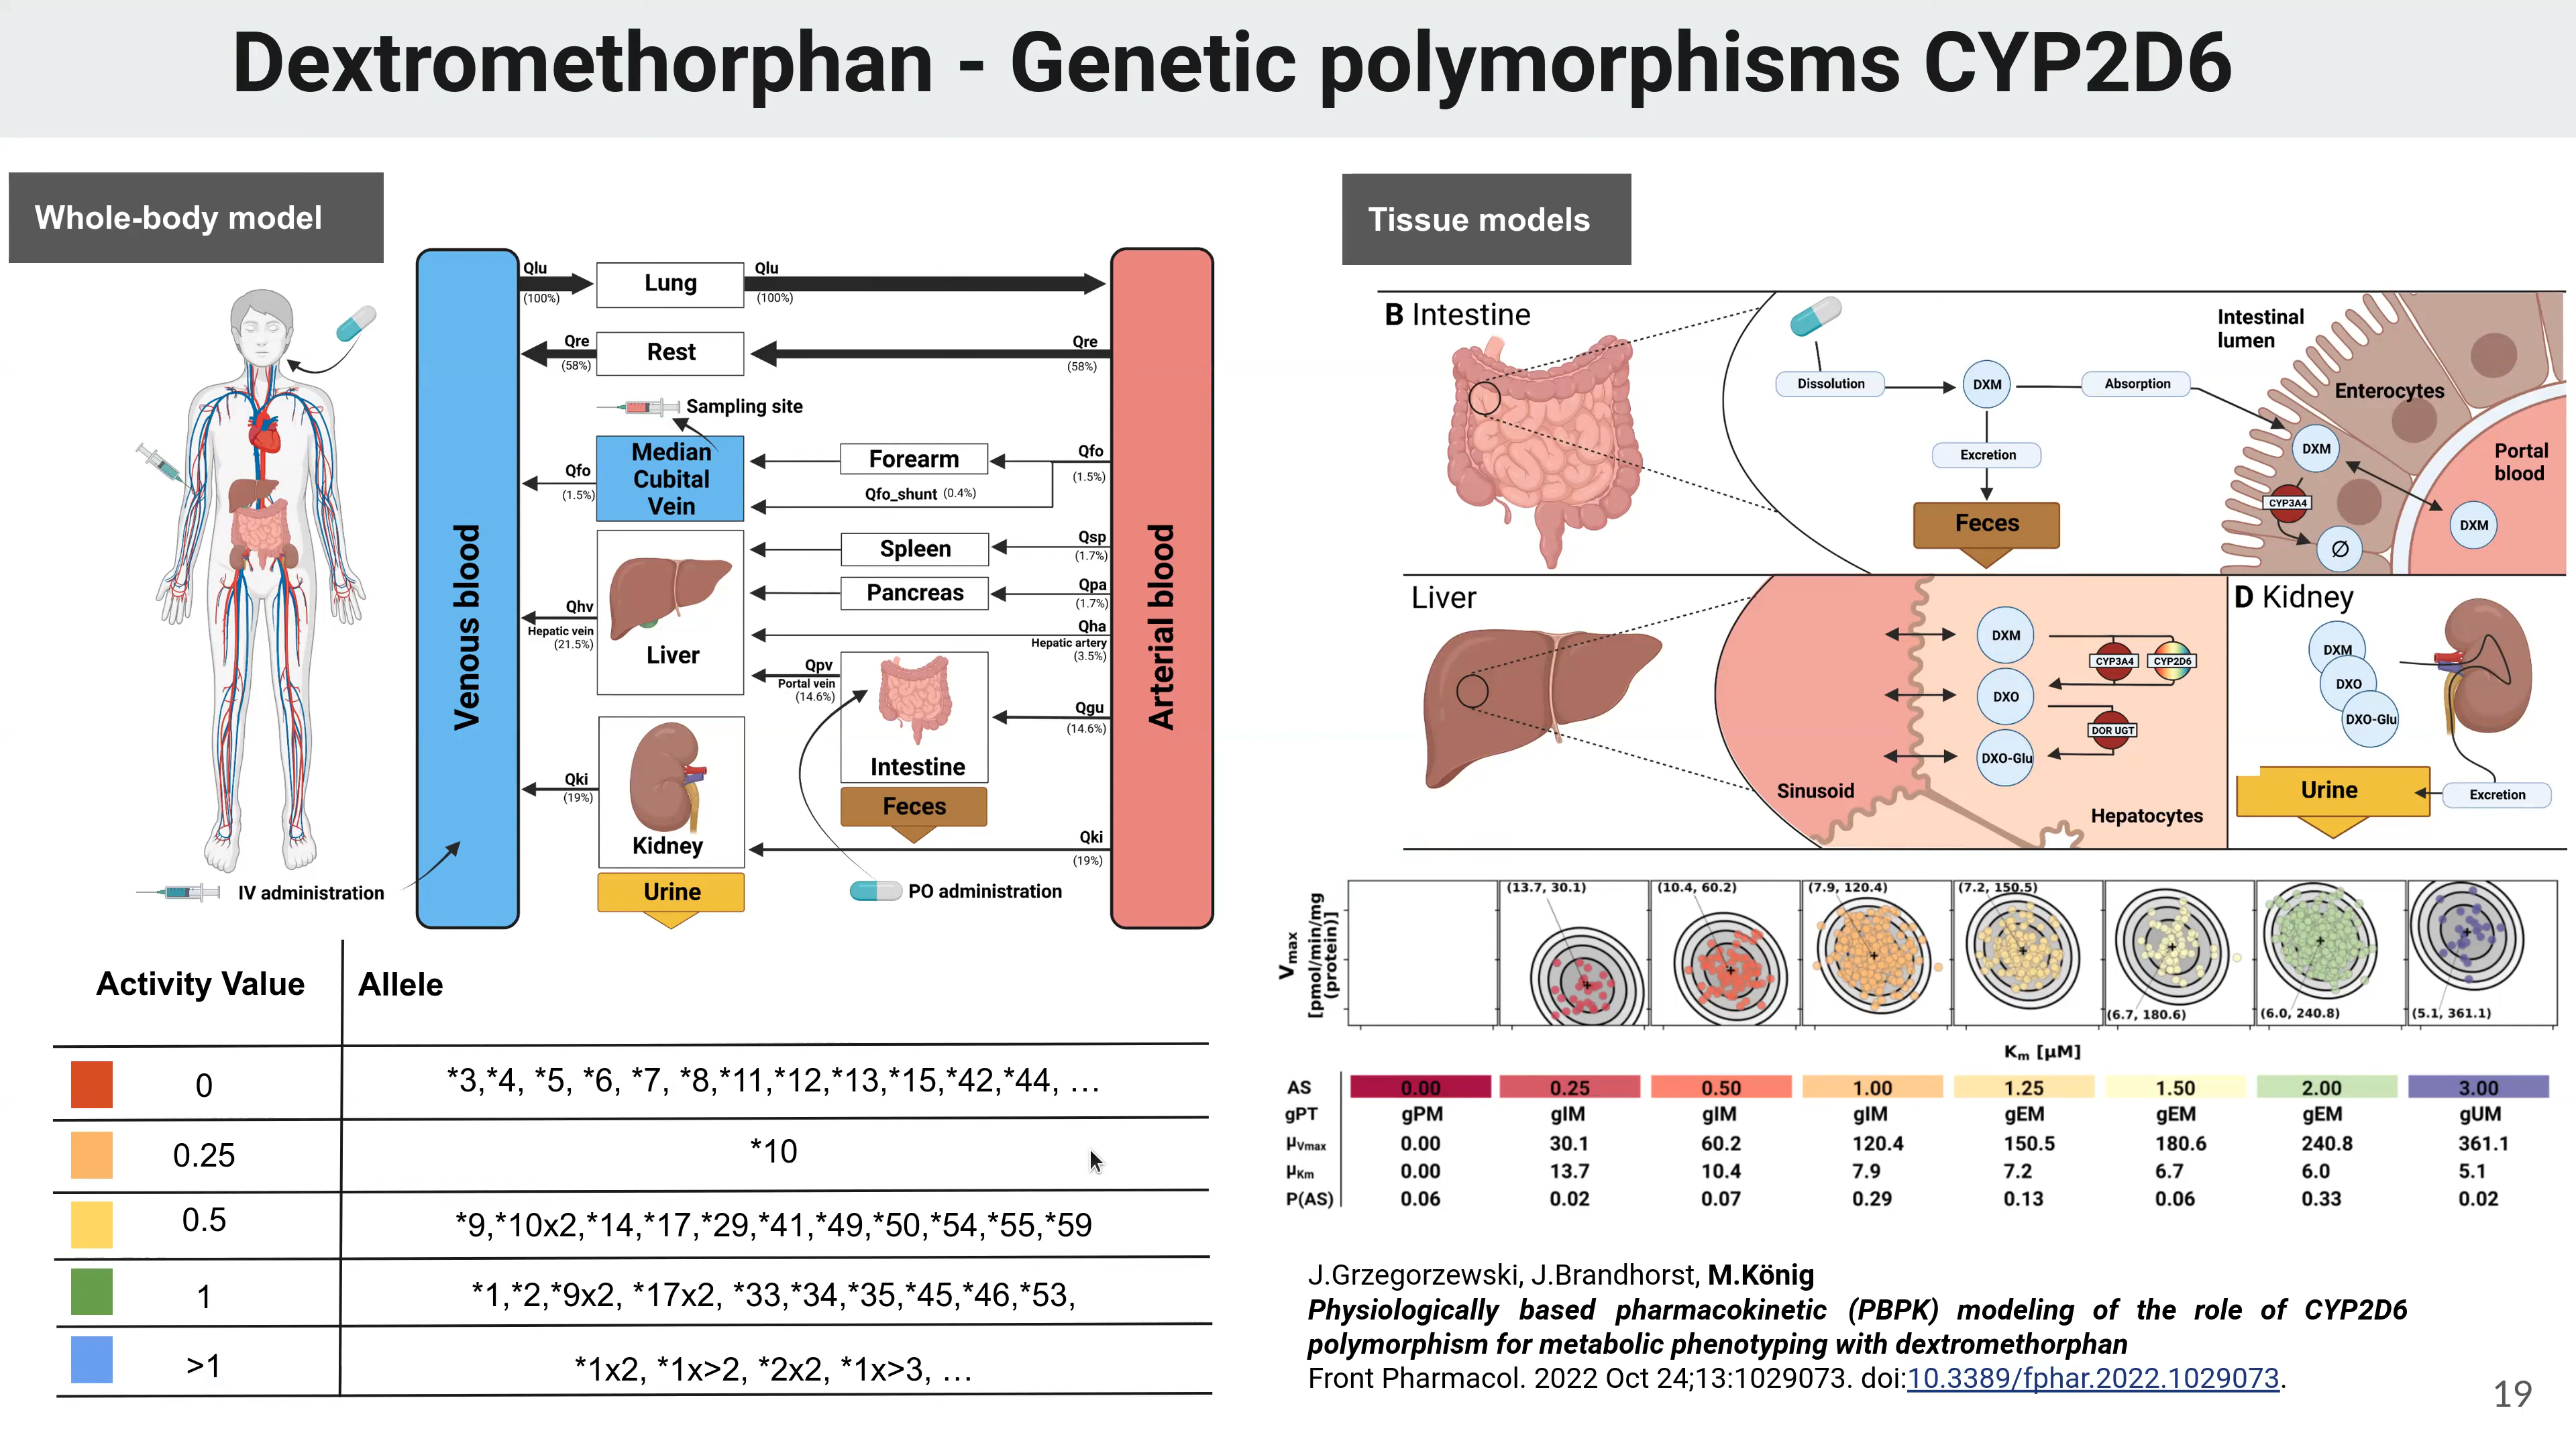 Dextromethorphan - Genetic polymorphisms CYP2D6
Whole-body model
Venous blood
Arterial blood
Qlu
(100%)
Lung
Qlu
(100%)
Qre
(58%)
Rest
Qre
(58%)
Sampling site
Qfo
(1.5%)
Median
Cubital
Vein
Forearm
Qfo
(1.5%)
Qfo_shunt (0.4%)
Spleen
Qsp
(1.7%)
Pancreas
Qpa
(1.7%)
Qhv
Hepatic vein
(21.5%)
Liver
Qha
Hepatic artery
(3.5%)
Qpv
Portal vein
(14.6%)
Qgu
(14.6%)
Intestine
Feces
Qki
(19%)
Kidney
Qki
(19%)
Urine
IV administration
PO administration
Tissue models
B Intestine
Dissolution
DXM
Absorption
Excretion
Feces
Intestinal
lumen
Enterocytes
DXM
CYP3A4
∅
Portal
blood
DXM
Liver
DXM
CYP3A4
CYP2D6
DXO
DOR UGT
DXO-Glu
Sinusoid
Hepatocytes
D Kidney
DXM
DXO
DXO-Glu
Urine
Excretion
Activity Value Allele
0 *3,*4, *5, *6, *7, *8,*11,*12,*13,*15,*42,*44, …
0.25 *10
0.5 *9,*10x2,*14,*17,*29,*41,*49,*50,*54,*55,*59
1 *1,*2,*9x2, *17x2, *33,*34,*35,*45,*46,*53,
>1 *1x2, *1x>2, *2x2, *1x>3, …
Vmax
[pmol/min/mg
(protein)]
(13.7, 30.1)
(10.4, 60.2)
(7.9, 120.4)
(7.2, 150.5)
(6.7, 180.6)
(6.0, 240.8)
(5.1, 361.1)
Km [µM]
AS 0.00 0.25 0.50 1.00 1.25 1.50 2.00 3.00
gPT gPM gIM gIM gIM gEM gEM gEM gUM
µVmax 0.00 30.1 60.2 120.4 150.5 180.6 240.8 361.1
µKm 0.00 13.7 10.4 7.9 7.2 6.7 6.0 5.1
P(AS) 0.06 0.02 0.07 0.29 0.13 0.06 0.33 0.02
J.Grzegorzewski, J.Brandhorst, M.König
Physiologically based pharmacokinetic (PBPK) modeling of the role of CYP2D6
polymorphism for metabolic phenotyping with dextromethorphan
Front Pharmacol. 2022 Oct 24;13:1029073. doi:10.3389/fphar.2022.1029073.
19